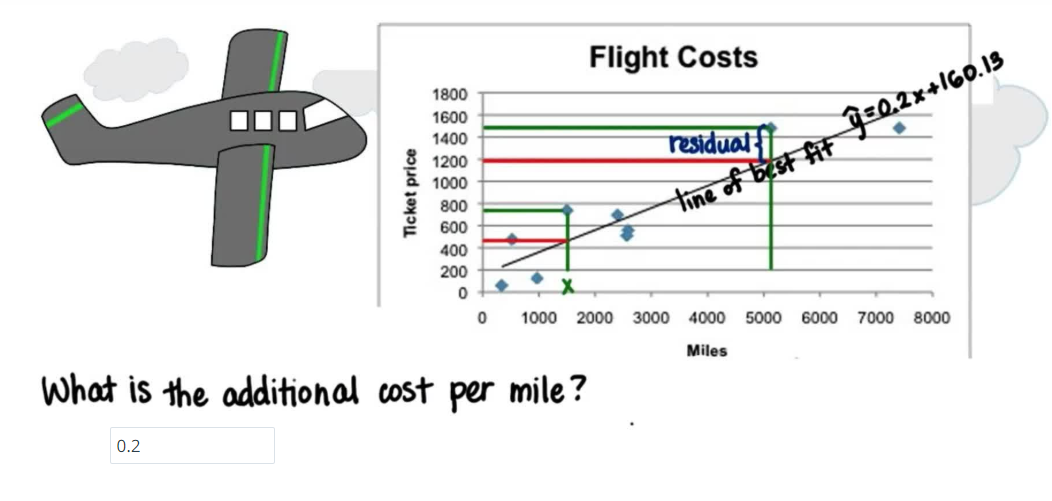 Flight Costs
ŷ=0.2x+160.13
1800
1600
1400
1200
1000
800
600
400
200
0
Ticket price
residual {
line of best fit
x
0 1000 2000 3000 4000 5000 6000 7000 8000
Miles
What is the additional cost per mile?
0.2